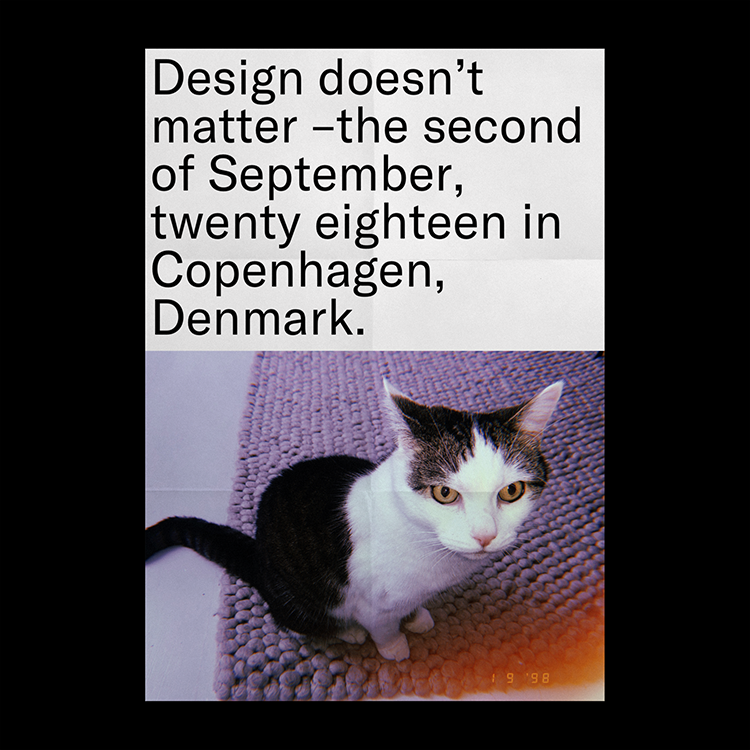 Design doesn’t
matter –the second
of September,
twenty eighteen in
Copenhagen,
Denmark.
1 9 '98